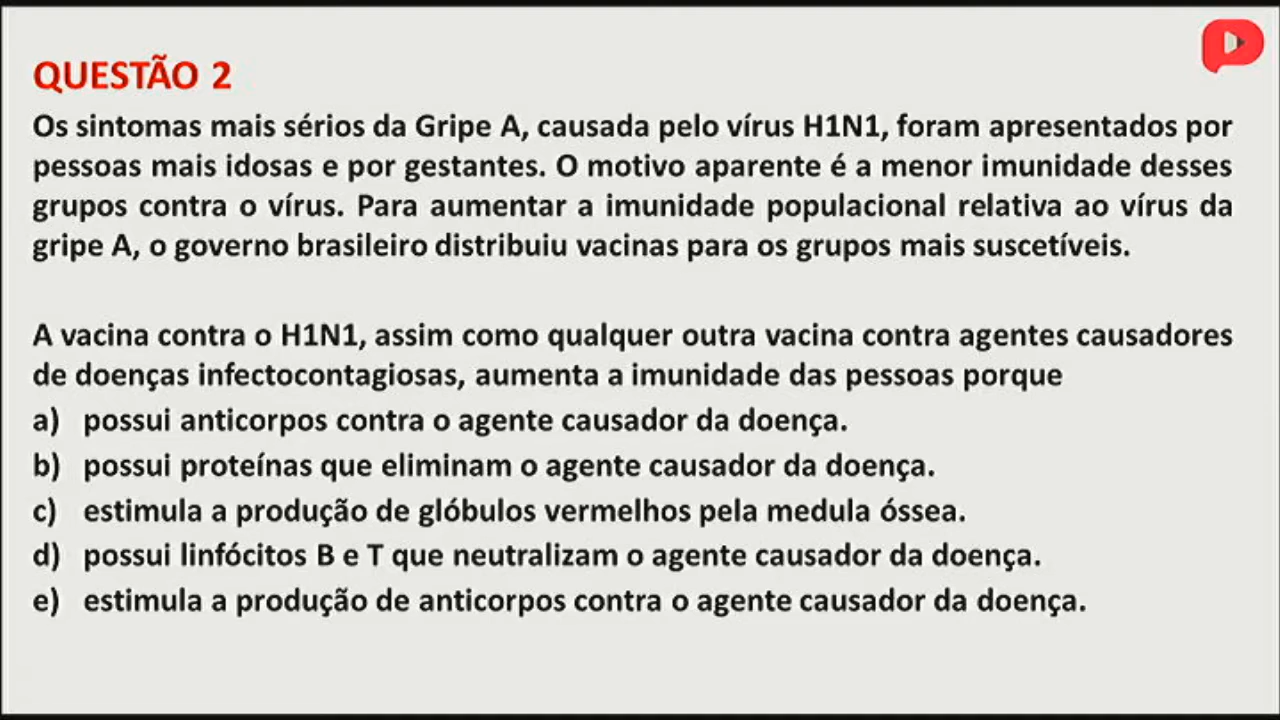 QUESTÃO 2
Os sintomas mais sérios da Gripe A, causada pelo vírus H1N1, foram apresentados por
pessoas mais idosas e por gestantes. O motivo aparente é a menor imunidade desses
grupos contra o vírus. Para aumentar a imunidade populacional relativa ao vírus da
gripe A, o governo brasileiro distribuiu vacinas para os grupos mais suscetíveis.
A vacina contra o H1N1, assim como qualquer outra vacina contra agentes causadores
de doenças infectocontagiosas, aumenta a imunidade das pessoas porque
a) possui anticorpos contra o agente causador da doença.
b) possui proteínas que eliminam o agente causador da doença.
c) estimula a produção de glóbulos vermelhos pela medula óssea.
d) possui linfócitos B e T que neutralizam o agente causador da doença.
e) estimula a produção de anticorpos contra o agente causador da doença.